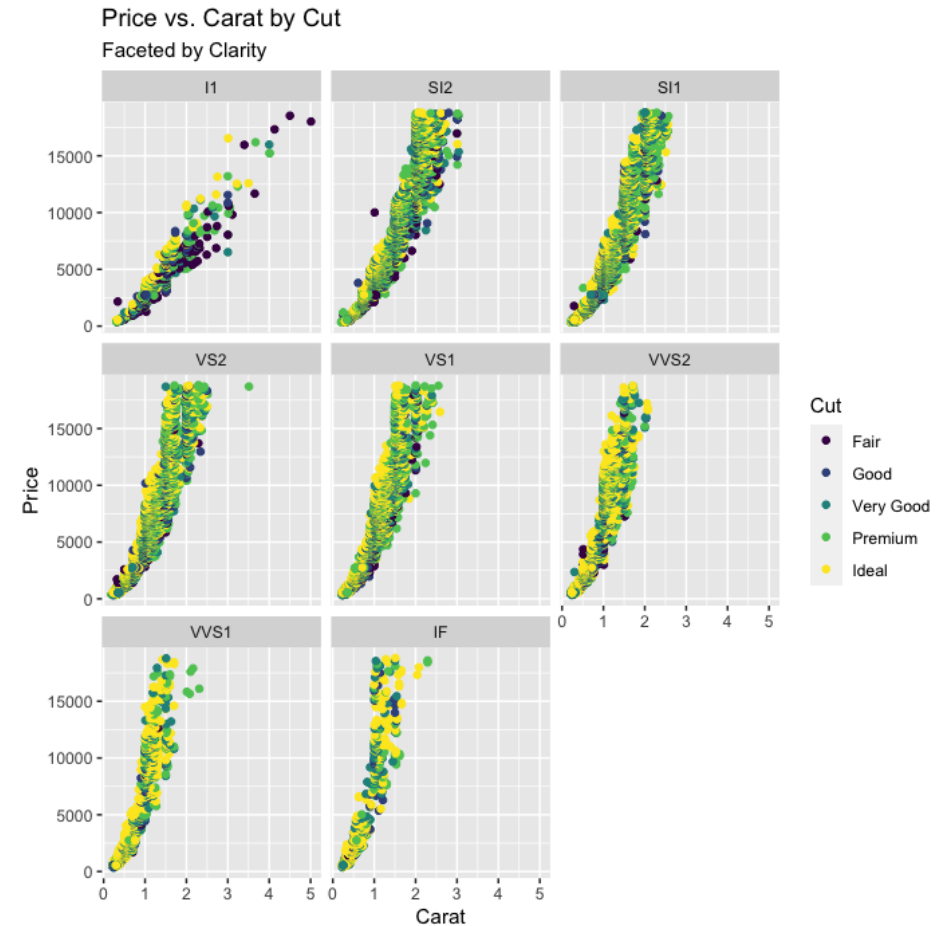 Price vs. Carat by Cut
Faceted by Clarity
I1
SI2
SI1
15000
10000
5000
0
VS2
VS1
VVS2
15000
10000
5000
0
0 1 2 3 4 5
Price
Cut
Fair
Good
Very Good
Premium
Ideal
VVS1
IF
15000
10000
5000
0
0 1 2 3 4 5
0 1 2 3 4 5
Carat